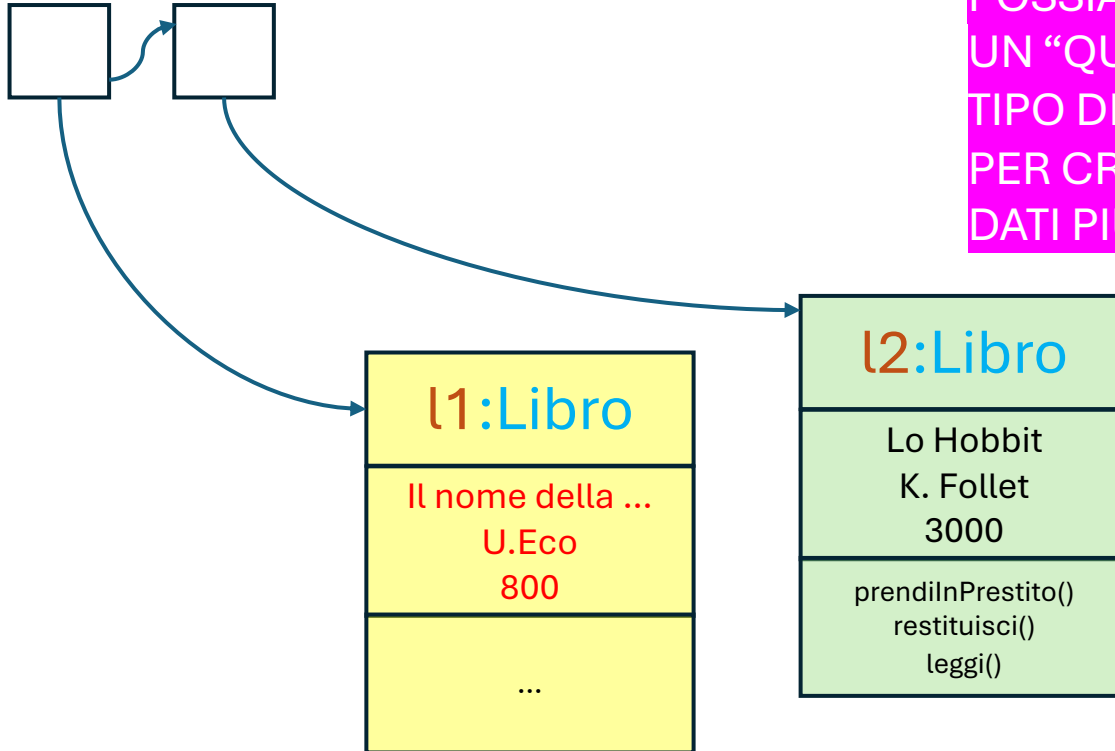 UN “QU
TIPO DI
PER CR
DATI PI
l1:Libro
Il nome della ...
U.Eco
800
...
l2:Libro
Lo Hobbit
K. Follet
3000
prendiInPrestito()
restituisci()
leggi()